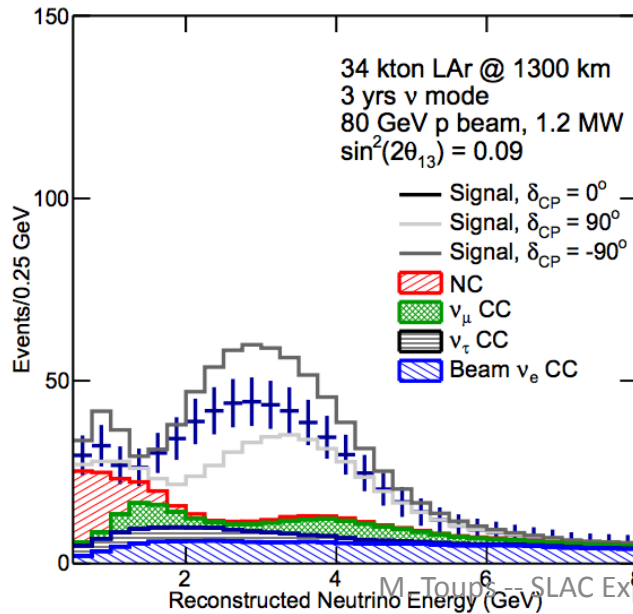 150
100
50
0
Events/0.25 GeV
34 kton LAr @ 1300 km
3 yrs ν mode
80 GeV p beam, 1.2 MW
sin²(2θ₁₃) = 0.09
Signal, δCP = 0°
Signal, δCP = 90°
Signal, δCP = -90°
NC
νμ CC
ντ CC
Beam νe CC
2 4 6 8
M. Toups -- SLAC Ex
Reconstructed Neutrino Energy (GeV)